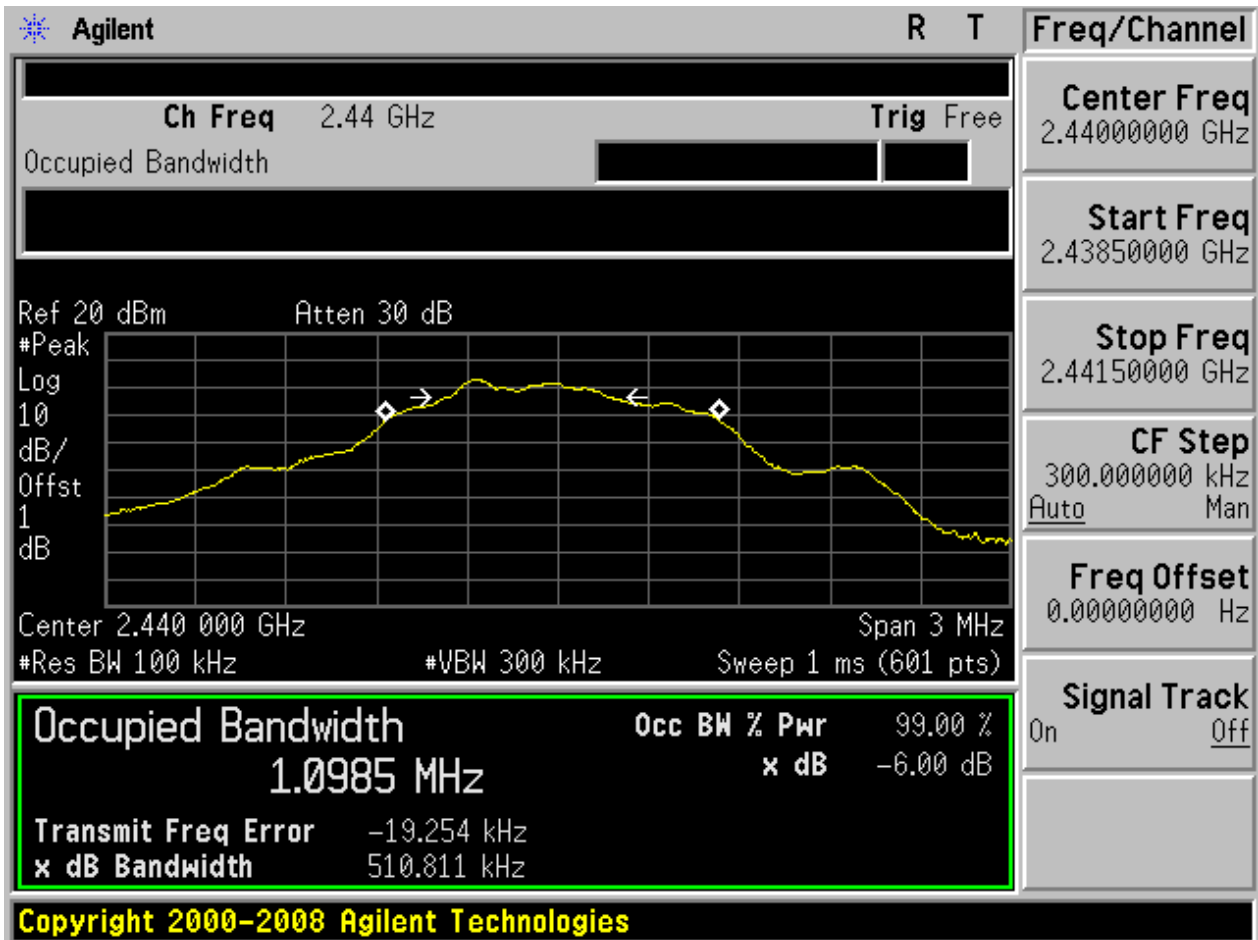 Agilent R T
Ch Freq 2.44 GHz Trig Free
Occupied Bandwidth
Ref 20 dBm Atten 30 dB
#Peak
Log
10
dB/
Offst
1
dB
Center 2.440 000 GHz Span 3 MHz
#Res BW 100 kHz #VBW 300 kHz Sweep 1 ms (601 pts)
Occupied Bandwidth
1.0985 MHz
Occ BW % Pwr 99.00 %
x dB -6.00 dB
Transmit Freq Error -19.254 kHz
x dB Bandwidth 510.811 kHz
Copyright 2000-2008 Agilent Technologies
Freq/Channel
Center Freq
2.44000000 GHz
Start Freq
2.43850000 GHz
Stop Freq
2.44150000 GHz
CF Step
300.000000 kHz
Auto Man
Freq Offset
0.00000000 Hz
Signal Track
On Off